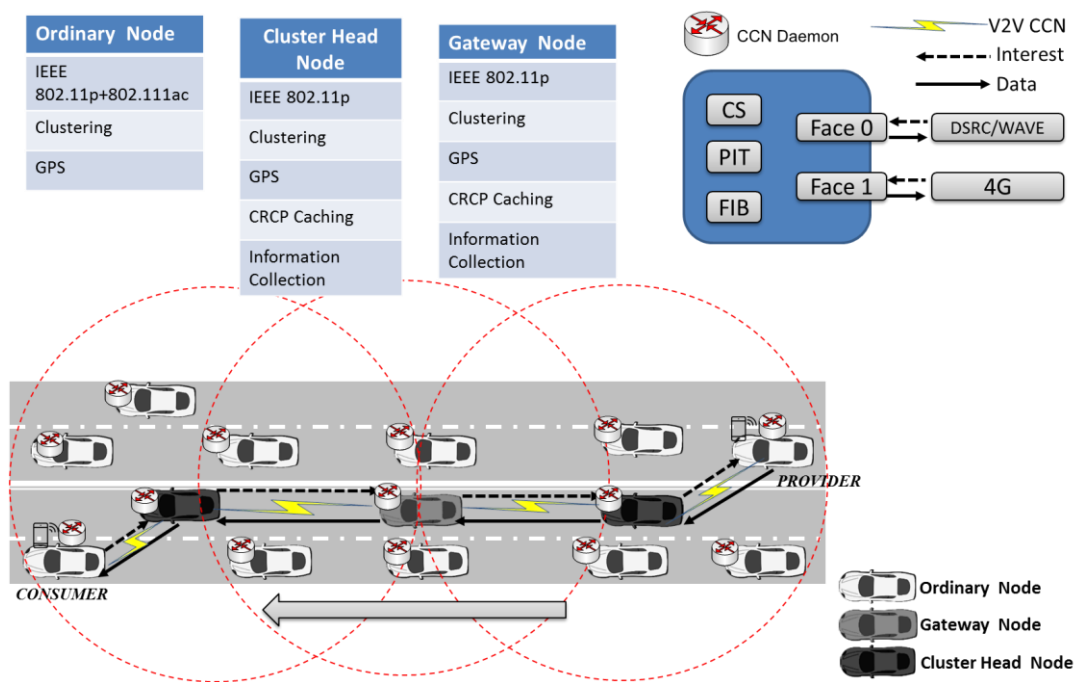 Ordinary Node
IEEE
802.11p+802.111ac
Clustering
GPS
Cluster Head
Node
IEEE 802.11p
Clustering
GPS
CRCP Caching
Information
Collection
Gateway Node
IEEE 802.11p
Clustering
GPS
CRCP Caching
Information
Collection
CCN Daemon
V2V CCN
Interest
Data
CS
PIT
FIB
Face 0
Face 1
DSRC/WAVE
4G
PROVIDER
CONSUMER
Ordinary Node
Gateway Node
Cluster Head Node